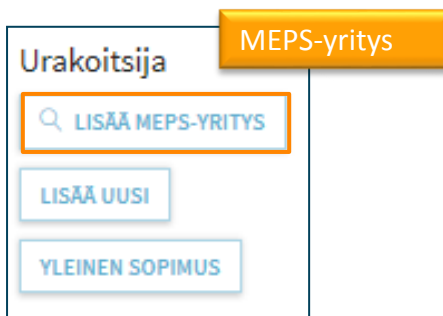 MEPS-yritys
Urakoitsija
LISÄÄ MEPS-YRITYS
LISÄÄ UUSI
YLEINEN SOPIMUS